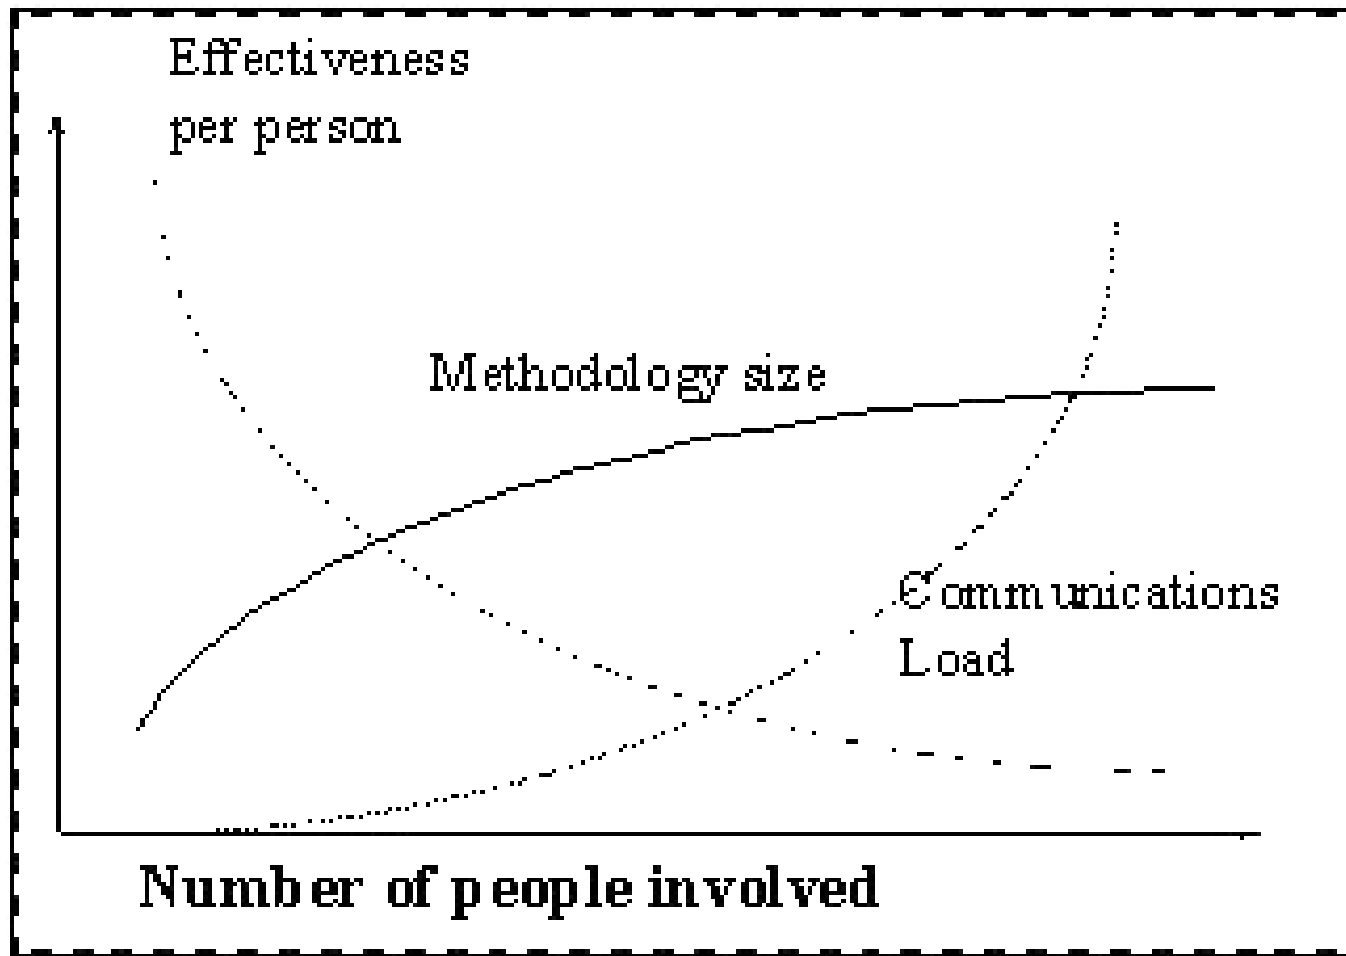 Effectiveness
per person
Methodology size
Communications
Load
Number of people involved